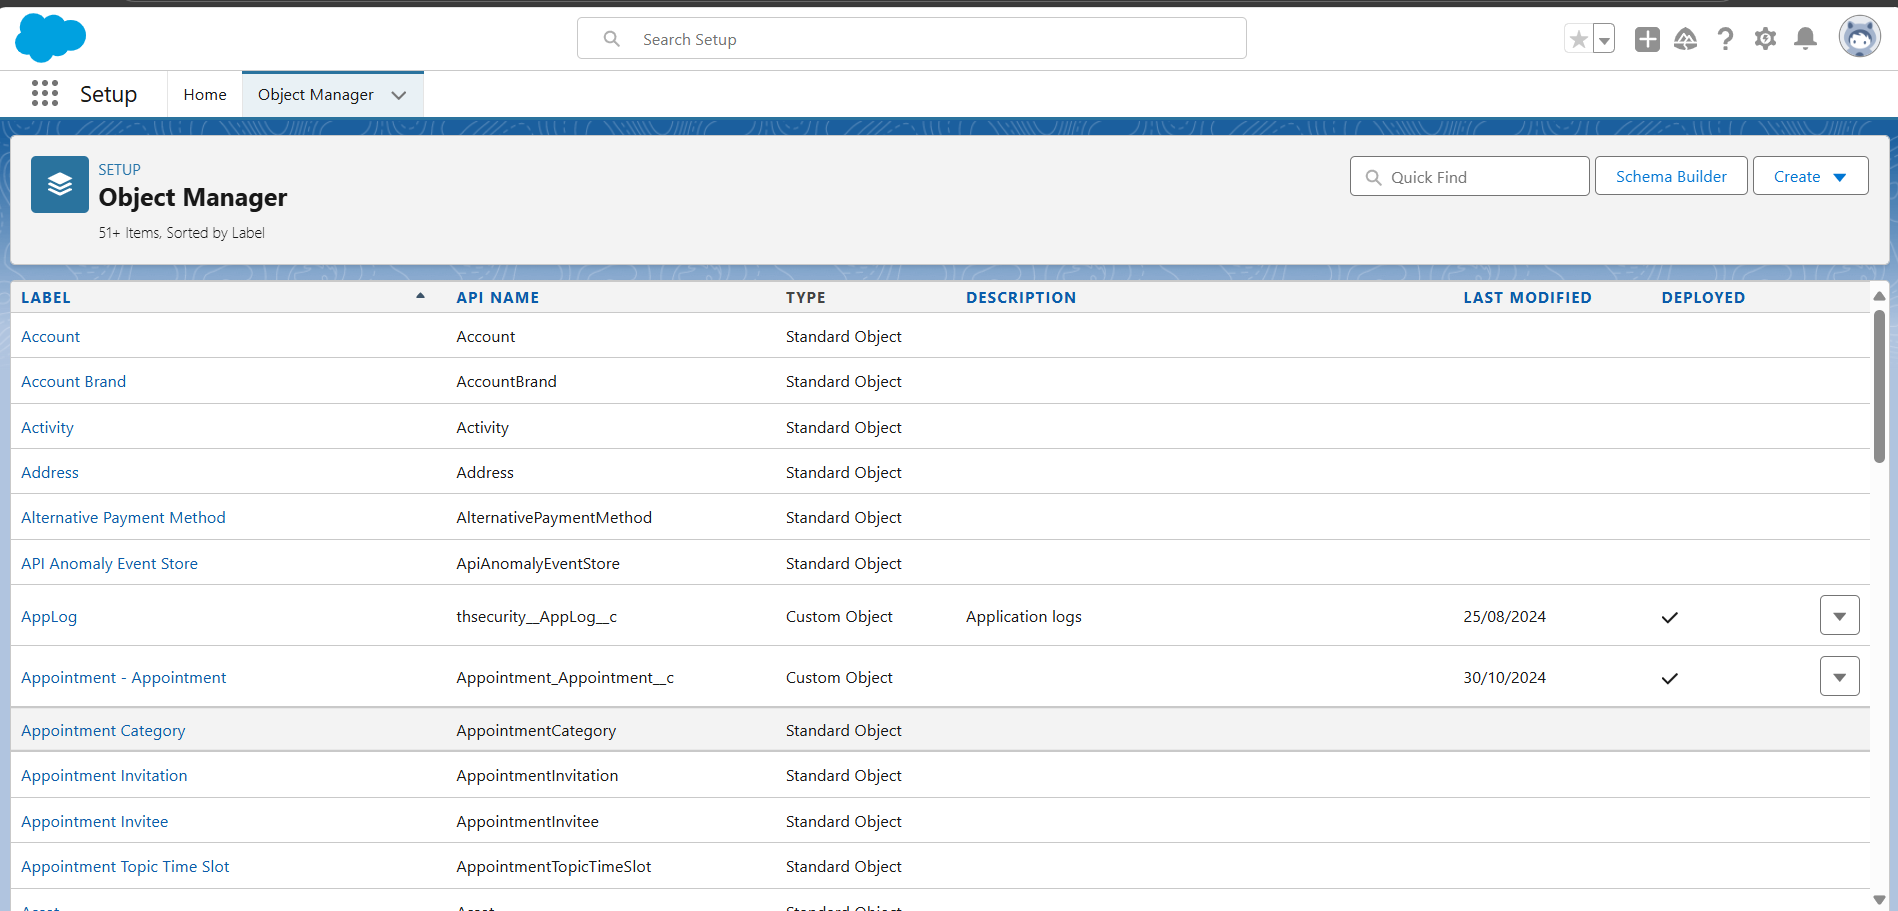 Search Setup
Setup
Home
Object Manager
SETUP
Object Manager
51+ Items, Sorted by Label
Quick Find
Schema Builder
Create
LABEL API NAME TYPE DESCRIPTION LAST MODIFIED DEPLOYED
Account Account Standard Object
Account Brand AccountBrand Standard Object
Activity Activity Standard Object
Address Address Standard Object
Alternative Payment Method AlternativePaymentMethod Standard Object
API Anomaly Event Store ApiAnomalyEventStore Standard Object
AppLog thsecurity__AppLog__c Custom Object Application logs 25/08/2024
Appointment - Appointment Appointment_Appointment__c Custom Object 30/10/2024
Appointment Category AppointmentCategory Standard Object
Appointment Invitation AppointmentInvitation Standard Object
Appointment Invitee AppointmentInvitee Standard Object
Appointment Topic Time Slot AppointmentTopicTimeSlot Standard Object